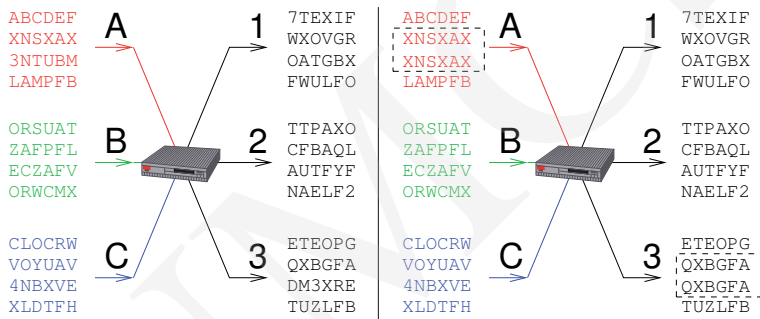 ABCDEF
XNSXAX
3NTUBM
LAMPFB
A
1
7TEXIF
WXOVGR
OATGBX
FWULFO
ORSUAT
ZAFPFL
ECZAFV
ORWCMX
B
2
TTPAXO
CFBAQL
AUTFYF
NAELF2
CLOCRW
VOYUAV
4NBXVE
XLDTFH
C
3
ETEOPG
QXBGFA
DM3XRE
TUZLFB
ABCDEF
XNSXAX
XNSXAX
LAMPFB
A
1
7TEXIF
WXOVGR
OATGBX
FWULFO
ORSUAT
ZAFPFL
ECZAFV
ORWCMX
B
2
TTPAXO
CFBAQL
AUTFYF
NAELF2
CLOCRW
VOYUAV
4NBXVE
XLDTFH
C
3
ETEOPG
QXBGFA
QXBGFA
TUZLFB